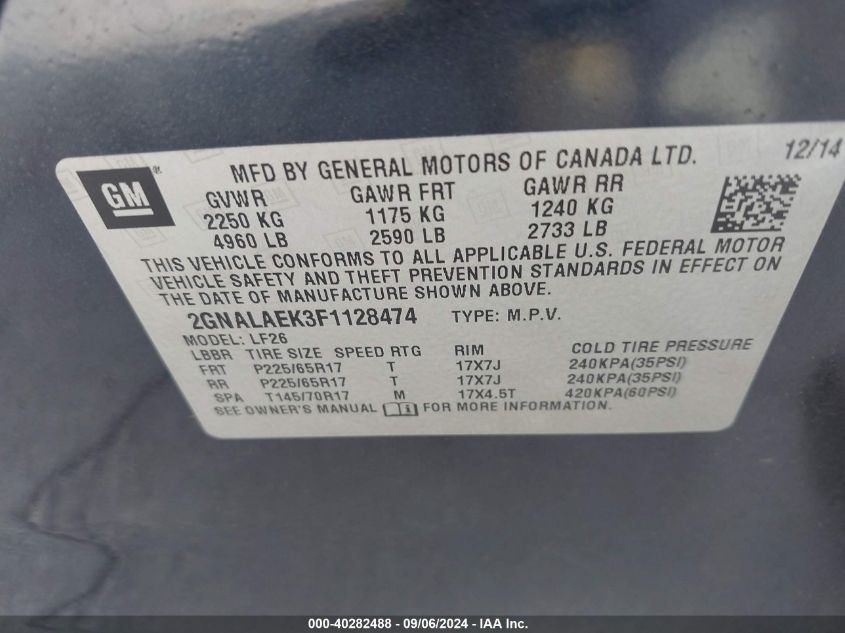 GM
MFD BY GENERAL MOTORS OF CANADA LTD. 12/14
GVWR GAWR FRT GAWR RR
2250 KG 1175 KG 1240 KG
4960 LB 2590 LB 2733 LB
THIS VEHICLE CONFORMS TO ALL APPLICABLE U.S. FEDERAL MOTOR
VEHICLE SAFETY AND THEFT PREVENTION STANDARDS IN EFFECT ON
THE DATE OF MANUFACTURE SHOWN ABOVE.
2GNALAEK3F1128474 TYPE: M.P.V.
MODEL: LF26
LBBR TIRE SIZE SPEED RTG RIM COLD TIRE PRESSURE
FRT P225/65R17 T 17X7J 240KPA(35PSI)
RR P225/65R17 T 17X7J 240KPA(35PSI)
SPA T145/70R17 M 17X4.5T 420KPA(60PSI)
SEE OWNER'S MANUAL FOR MORE INFORMATION.
000-40282488 - 09/06/2024 - IAA Inc.